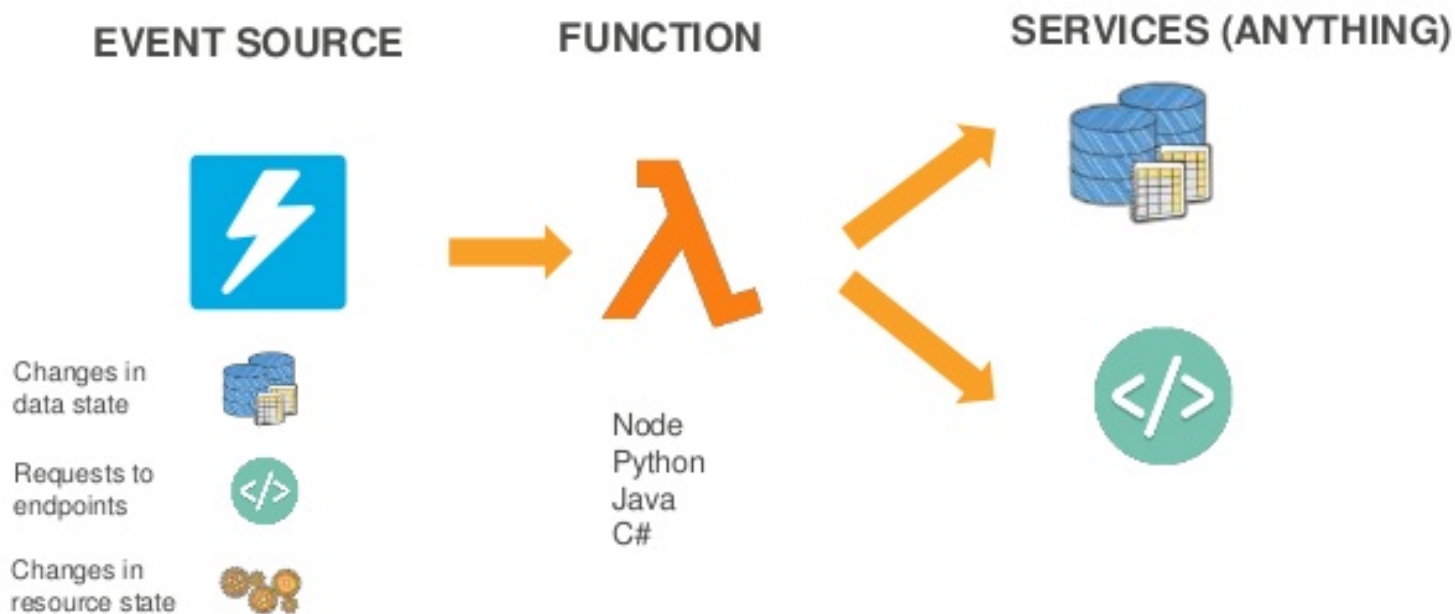 EVENT SOURCE
FUNCTION
SERVICES (ANYTHING)
Changes in
data state
Requests to
endpoints
Changes in
resource state
Node
Python
Java
C#